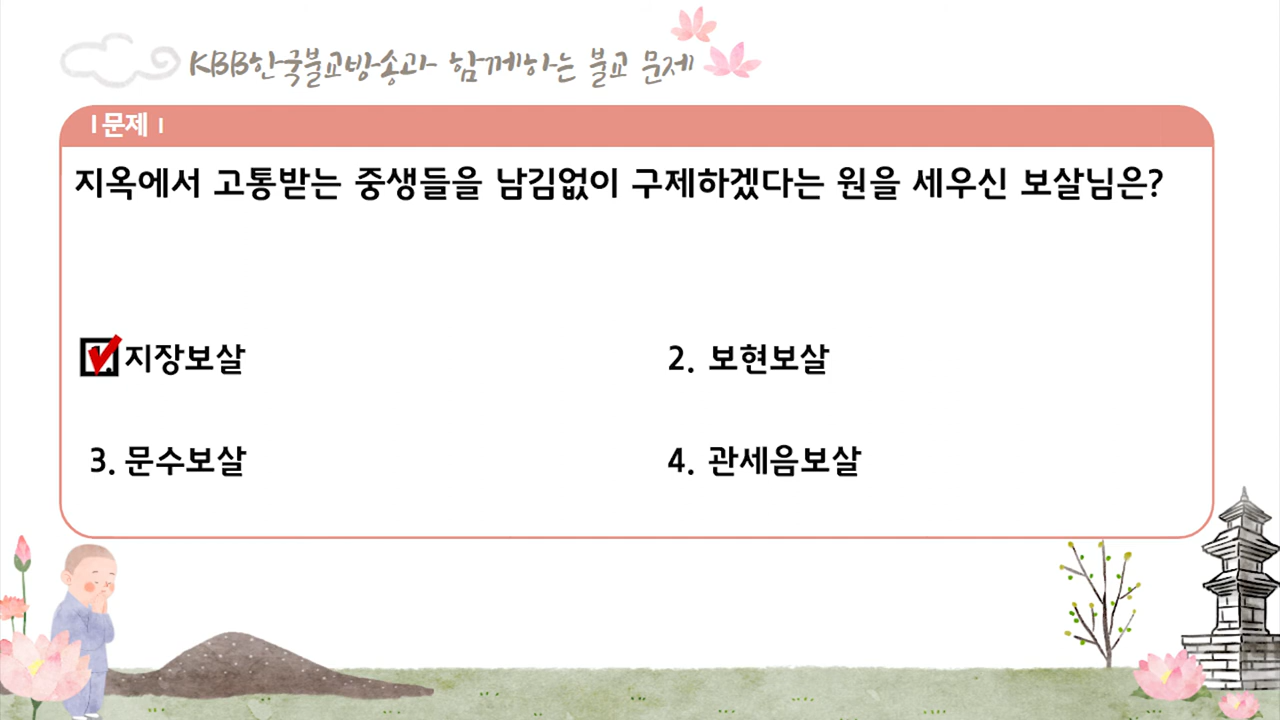 KBB한국불교방송과 함께하는 불교 문제
I 문제 I
지옥에서 고통받는 중생들을 남김없이 구제하겠다는 원을 세우신 보살님은?
지장보살
2. 보현보살
3. 문수보살
4. 관세음보살